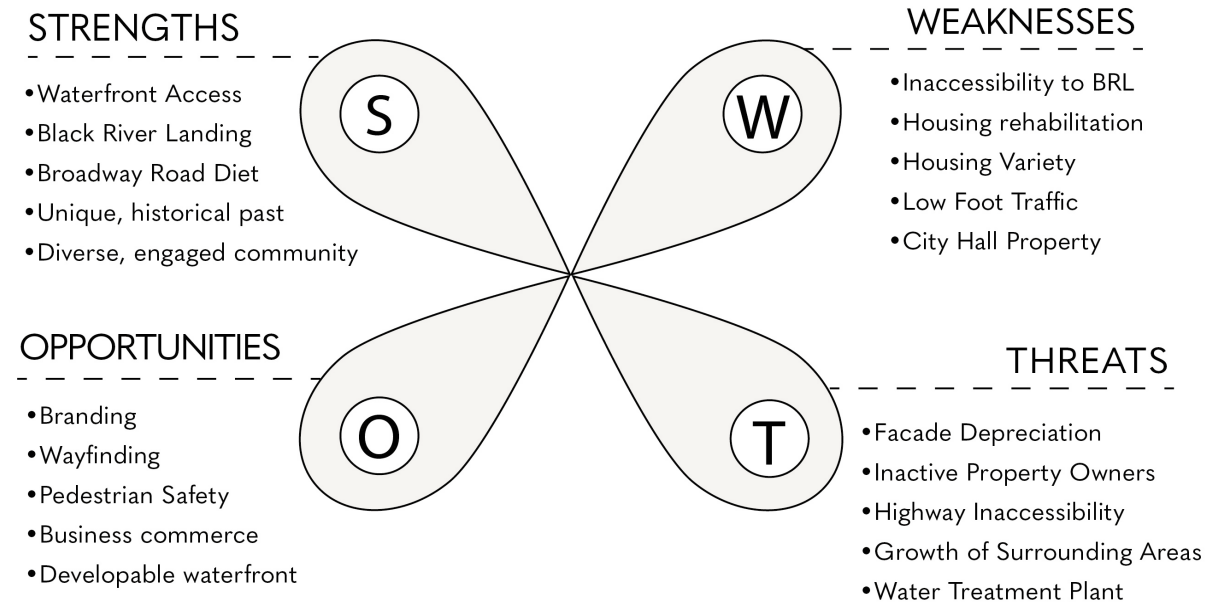 STRENGTHS
•Waterfront Access
•Black River Landing
•Broadway Road Diet
•Unique, historical past
•Diverse, engaged community
S
WEAKNESSES
•Inaccessibility to BRL
•Housing rehabilitation
•Housing Variety
•Low Foot Traffic
•City Hall Property
W
OPPORTUNITIES
•Branding
•Wayfinding
•Pedestrian Safety
•Business commerce
•Developable waterfront
O
THREATS
•Facade Depreciation
•Inactive Property Owners
•Highway Inaccessibility
•Growth of Surrounding Areas
•Water Treatment Plant
T